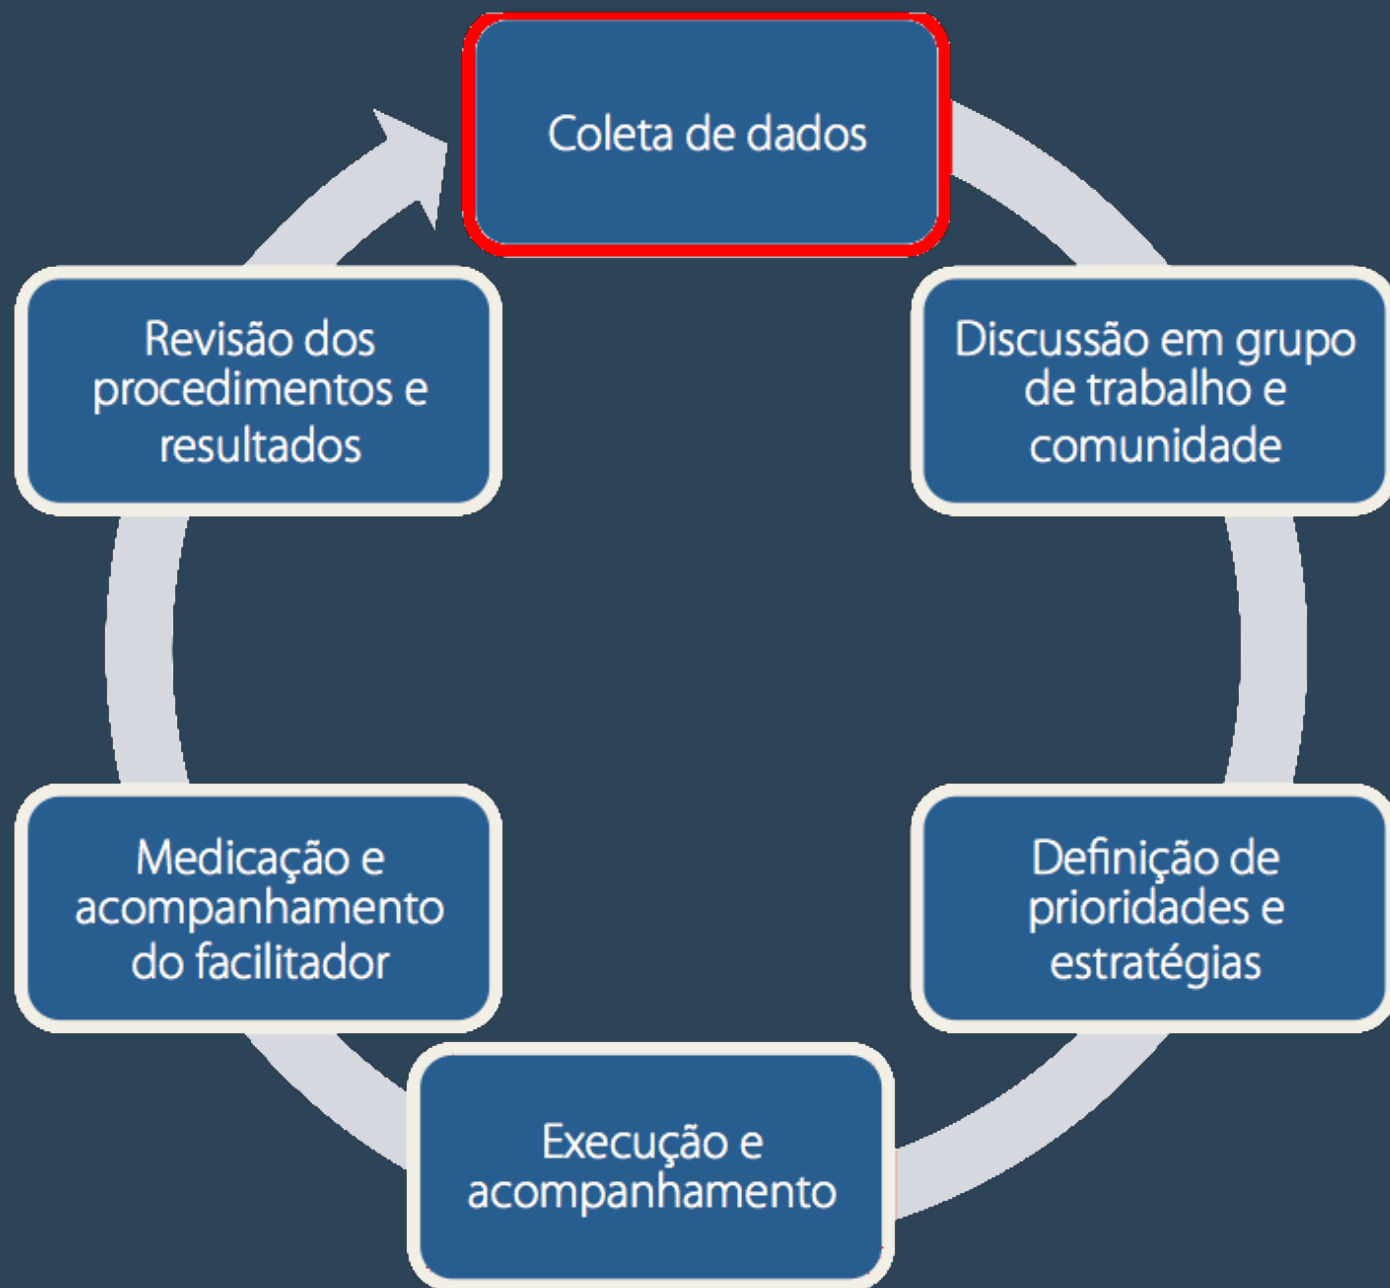 Coleta de dados
Discussão em grupo
de trabalho e
comunidade
Definição de
prioridades e
estratégias
Execução e
acompanhamento
Medicação e
acompanhamento
do facilitador
Revisão dos
procedimentos e
resultados